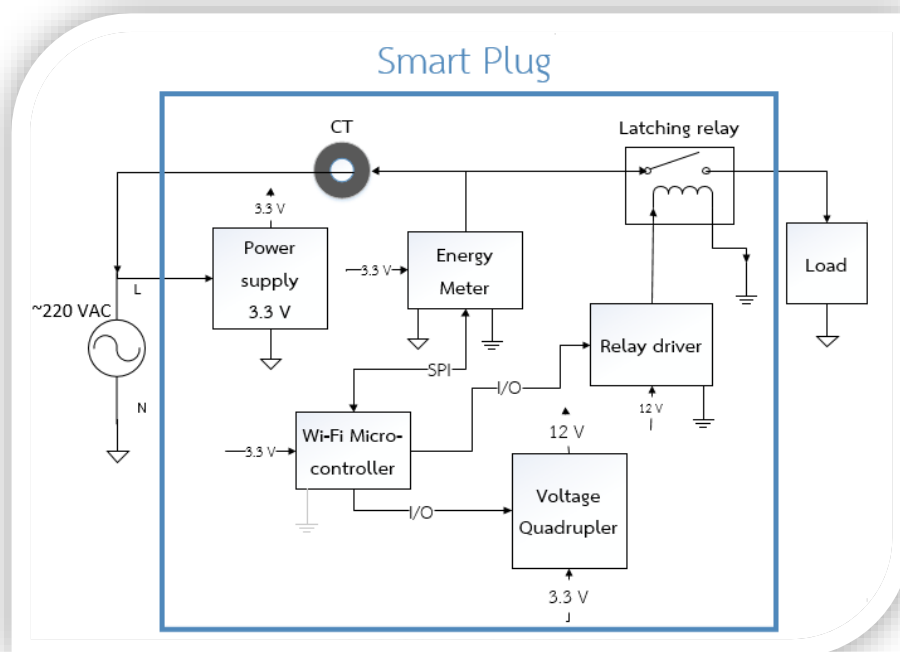 Smart Plug
CT
Latching relay
3.3 V
Power
supply
3.3 V
3.3 V
Energy
Meter
Load
L
~220 VAC
N
Relay driver
SPI
I/O
12 V
12 V
Wi-Fi Micro-
controller
3.3 V
Voltage
Quadrupler
I/O
3.3 V